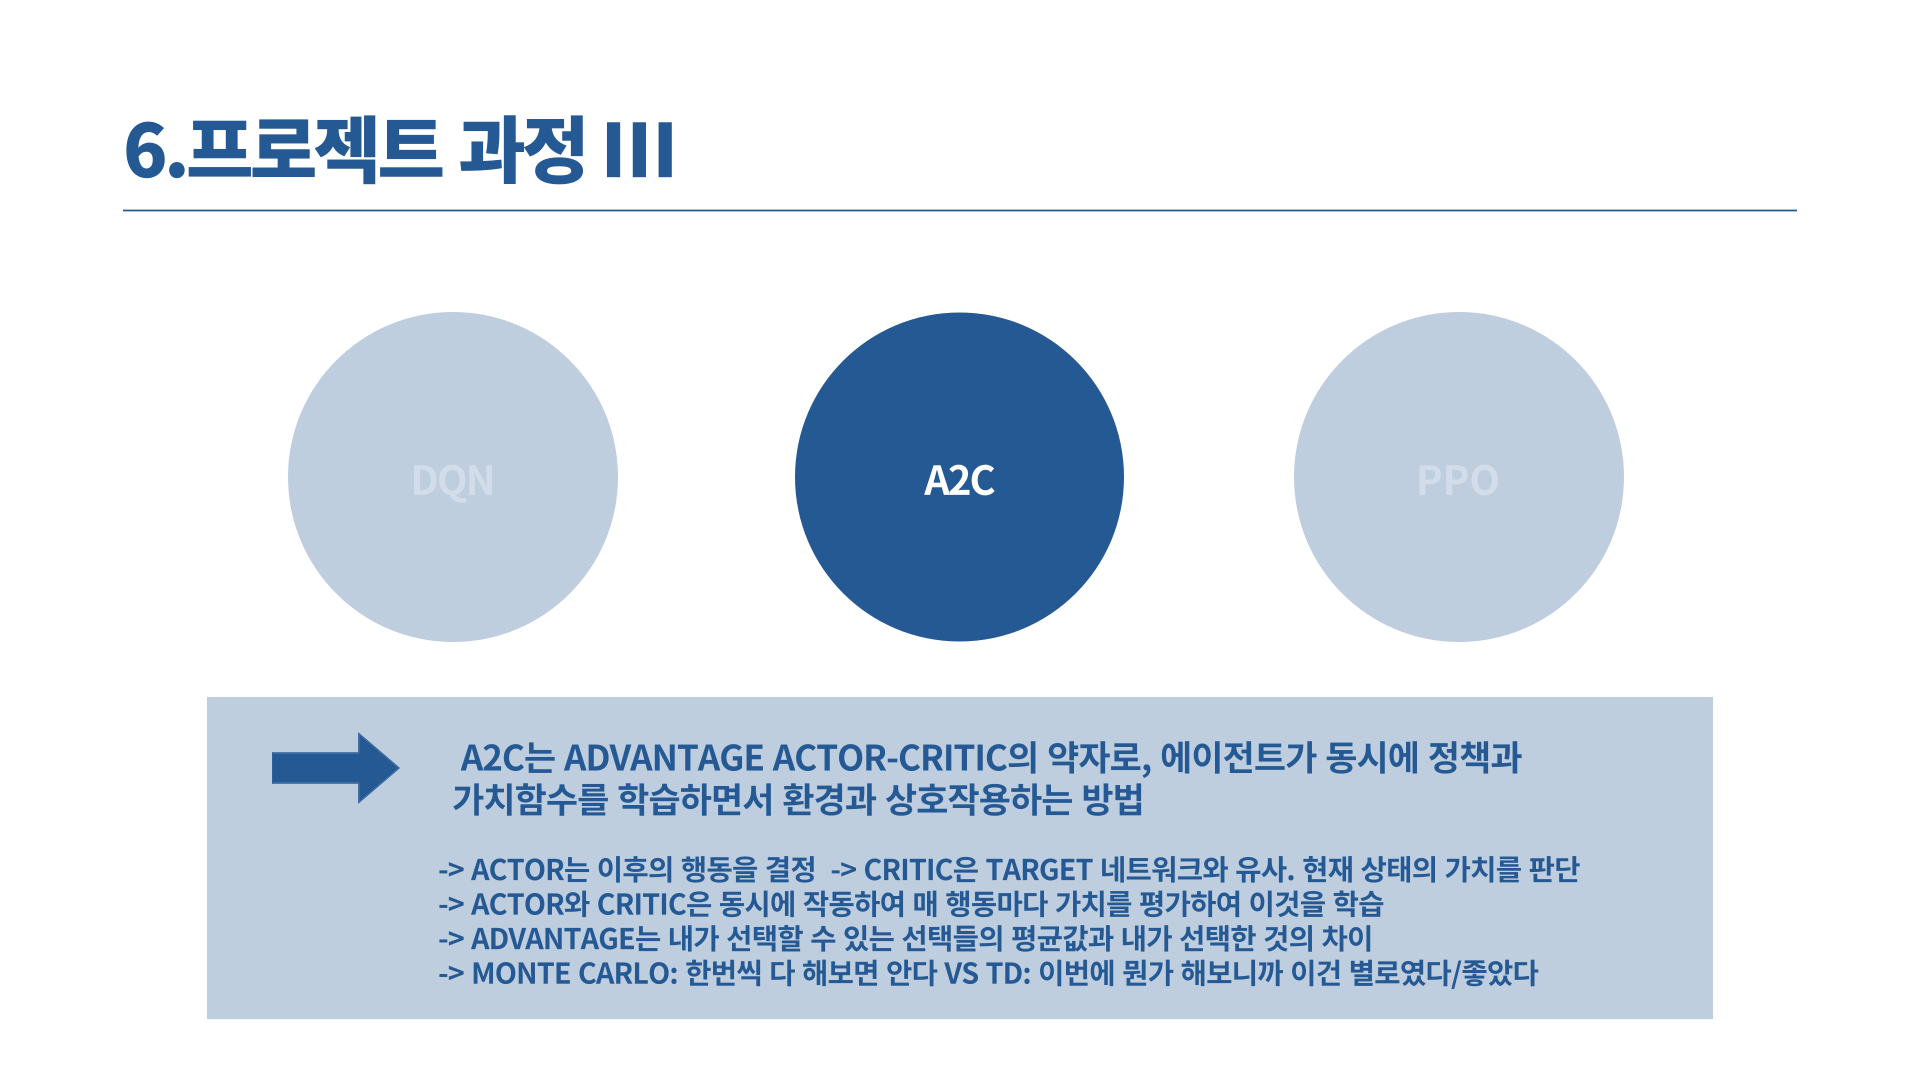 6.프로젝트 과정 III
DQN
A2C
PPO
A2C는 ADVANTAGE ACTOR-CRITIC의 약자로, 에이전트가 동시에 정책과
가치함수를 학습하면서 환경과 상호작용하는 방법
-> ACTOR는 이후의 행동을 결정 -> CRITIC은 TARGET 네트워크와 유사. 현재 상태의 가치를 판단
-> ACTOR와 CRITIC은 동시에 작동하여 매 행동마다 가치를 평가하여 이것을 학습
-> ADVANTAGE는 내가 선택할 수 있는 선택들의 평균값과 내가 선택한 것의 차이
-> MONTE CARLO: 한번씩 다 해보면 안다 VS TD: 이번에 뭔가 해보니까 이건 별로였다/좋았다